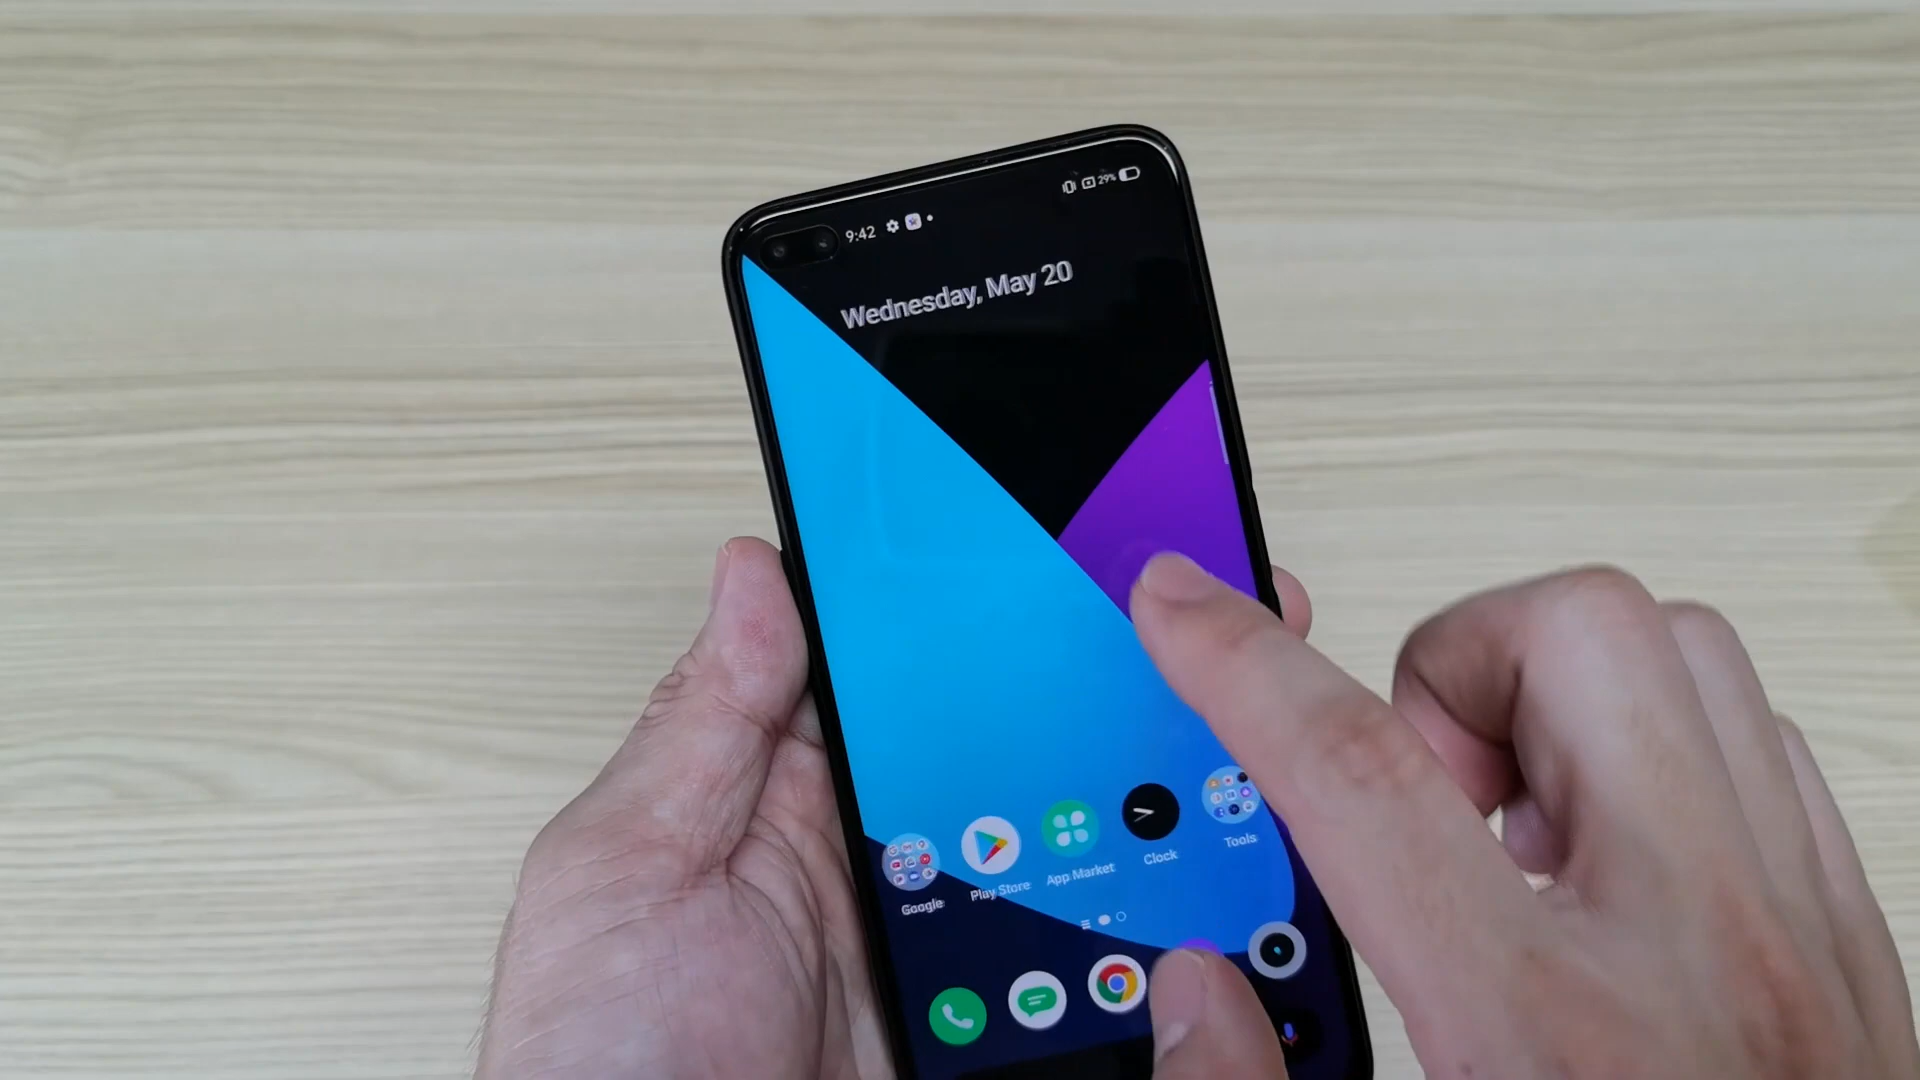 9:42
29%
Wednesday, May 20
Google
Play Store
App Market
Clock
Tools